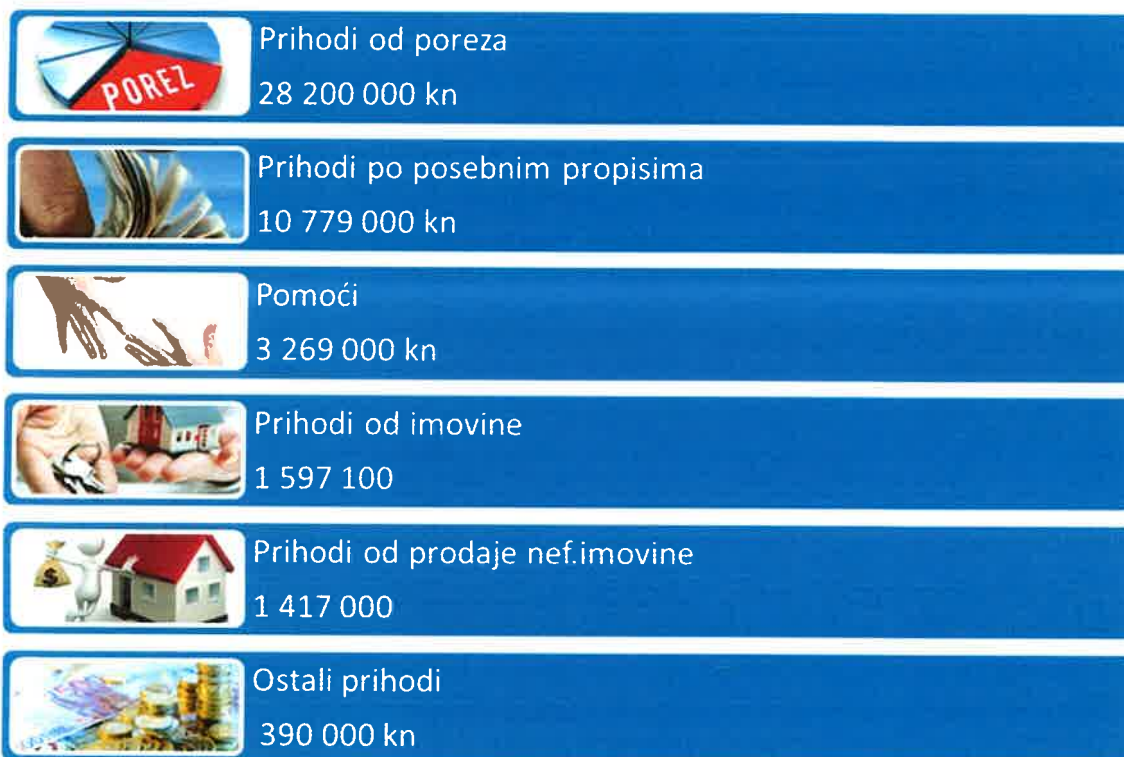 POREZ
Prihodi od poreza
28 200 000 kn
Prihodi po posebnim propisima
10 779 000 kn
Pomoći
3 269 000 kn
Prihodi od imovine
1 597 100
Prihodi od prodaje nef.imovine
1 417 000
$
Ostali prihodi
390 000 kn